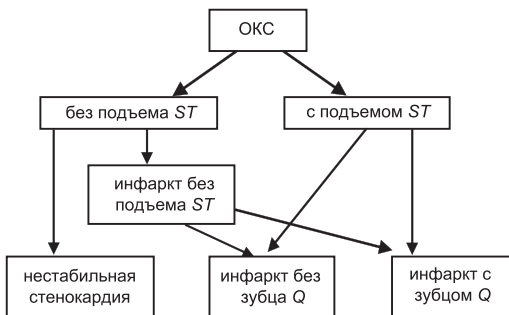 ОКС
без подъема ST
с подъемом ST
инфаркт без
подъема ST
нестабильная
стенокардия
инфаркт без
зубца Q
инфаркт с
зубцом Q